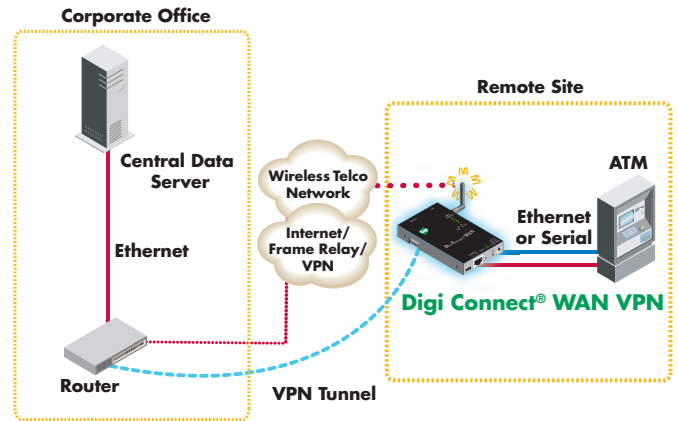 Corporate Office
Central Data
Server
Ethernet
Router
Wireless Telco
Network
Internet/
Frame Relay/
VPN
VPN Tunnel
Remote Site
ATM
Ethernet
or Serial
Digi Connect® WAN VPN